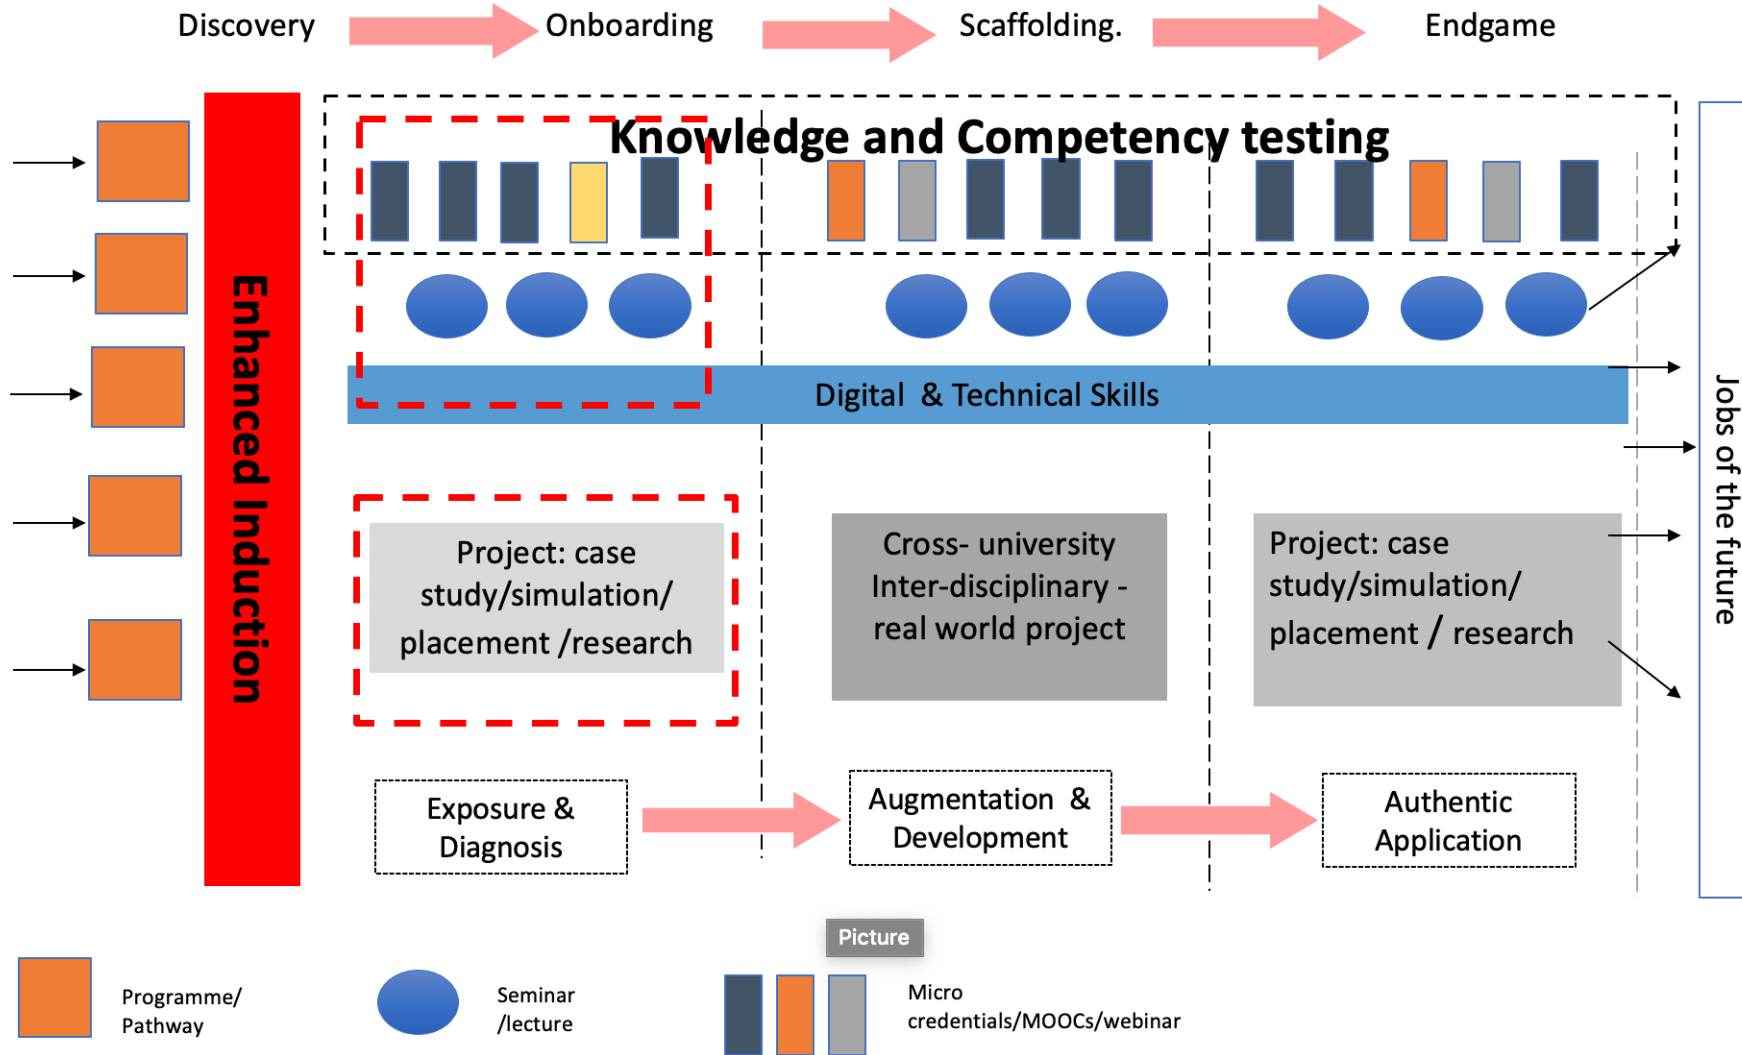 Discovery
Onboarding
Scaffolding.
Endgame
Knowledge and Competency testing
Enhanced Induction
Digital & Technical Skills
Jobs of the future
Project: case
study/simulation/
placement /research
Cross- university
Inter-disciplinary -
real world project
Project: case
study/simulation/
placement / research
Exposure &
Diagnosis
Augmentation &
Development
Authentic
Application
Picture
Programme/
Pathway
Seminar
/lecture
Micro
credentials/MOOCs/webinar